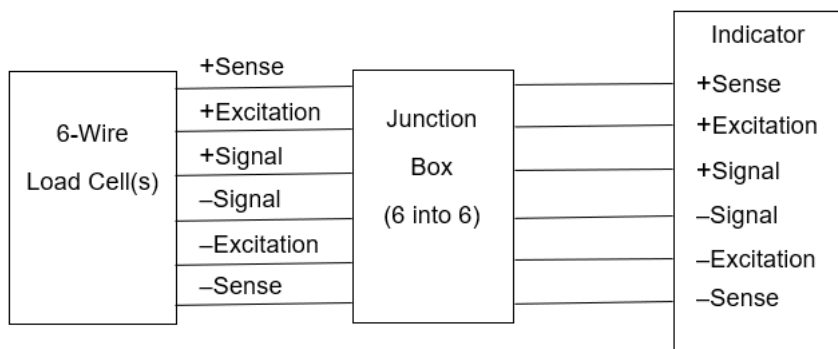 6-Wire
Load Cell(s)
+Sense
+Excitation
+Signal
–Signal
–Excitation
–Sense
Junction
Box
(6 into 6)
Indicator
+Sense
+Excitation
+Signal
–Signal
–Excitation
–Sense